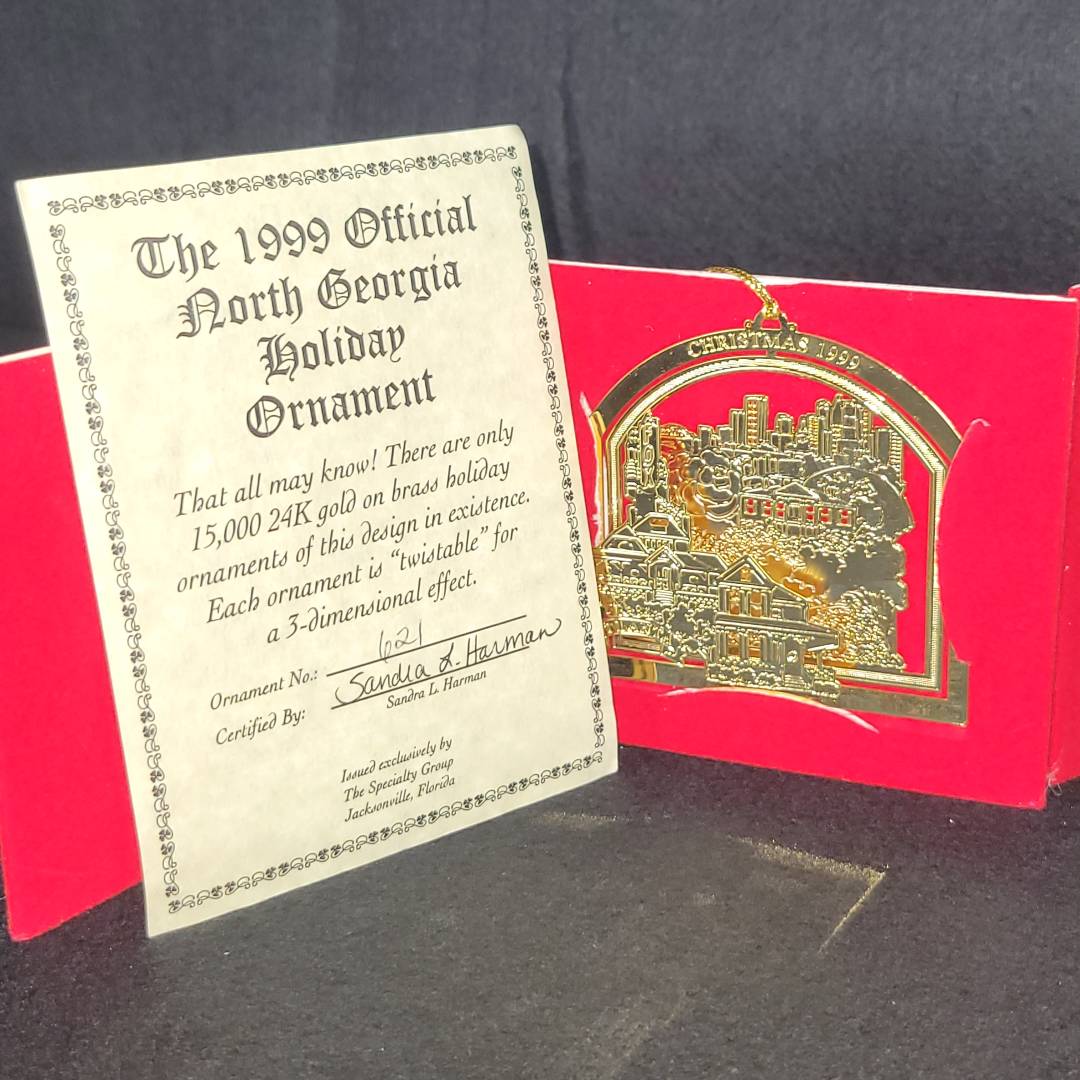 The 1999 Official
North Georgia
Holiday
Ornament
That all may know! There are only
15,000 24K gold on brass holiday
ornaments of this design in existence.
Each ornament is “twistable” for
a 3-dimensional effect.
Ornament No.: 621
Certified By: Sandra L. Harman
Sandra L. Harman
Issued exclusively by
The Specialty Group
Jacksonville, Florida
CHRISTMAS 1999